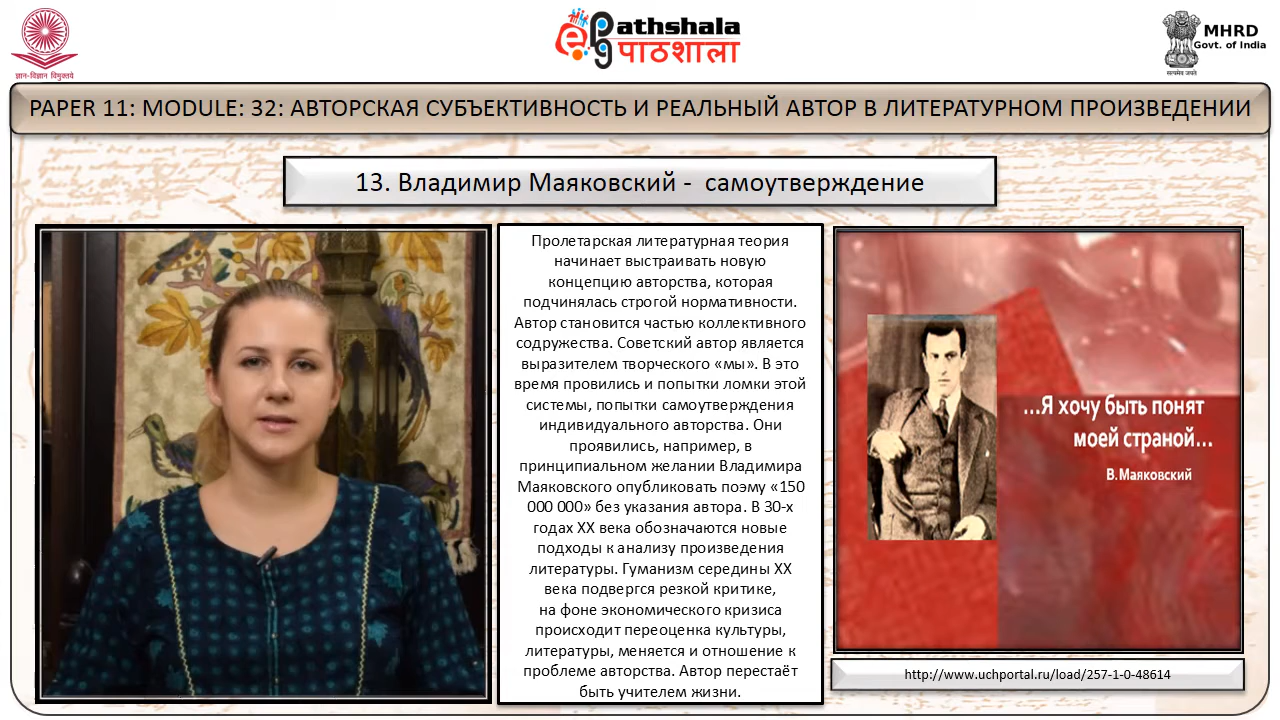 ज्ञान-विज्ञान विमुक्तये
ePathshala
पाठशाला
MHRD
Govt. of India
सत्यमेव जयते
PAPER 11: MODULE: 32: АВТОРСКАЯ СУБЪЕКТИВНОСТЬ И РЕАЛЬНЫЙ АВТОР В ЛИТЕРАТУРНОМ ПРОИЗВЕДЕНИИ
13. Владимир Маяковский - самоутверждение
Пролетарская литературная теория
начинает выстраивать новую
концепцию авторства, которая
подчинялась строгой нормативности.
Автор становится частью коллективного
содружества. Советский автор является
выразителем творческого «мы». В это
время провились и попытки ломки этой
системы, попытки самоутверждения
индивидуального авторства. Они
проявились, например, в
принципиальном желании Владимира
Маяковского опубликовать поэму «150
000 000» без указания автора. В 30-х
годах XX века обозначаются новые
подходы к анализу произведения
литературы. Гуманизм середины XX
века подвергся резкой критике,
на фоне экономического кризиса
происходит переоценка культуры,
литературы, меняется и отношение к
проблеме авторства. Автор перестаёт
быть учителем жизни.
...Я хочу быть понят
моей страной...
В.Маяковский
http://www.uchportal.ru/load/257-1-0-48614